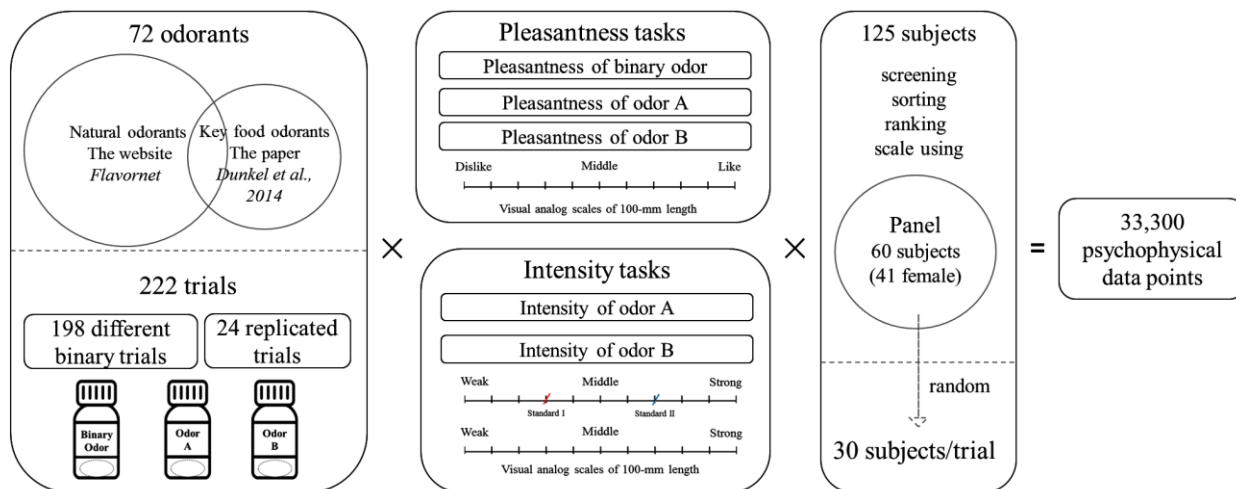 72 odorants
Natural odorants
The website
Flavornet
Key food odorants
The paper
Dunkel et al.,
2014
222 trials
198 different
binary trials
24 replicated
trials
Binary
Odor
Odor
A
Odor
B
×
Pleasantness tasks
Pleasantness of binary odor
Pleasantness of odor A
Pleasantness of odor B
Dislike Middle Like
Visual analog scales of 100-mm length
Intensity tasks
Intensity of odor A
Intensity of odor B
Weak Middle Strong
Standard I Standard II
Weak Middle Strong
Visual analog scales of 100-mm length
×
125 subjects
screening
sorting
ranking
scale using
Panel
60 subjects
(41 female)
random
30 subjects/trial
=
33,300
psychophysical
data points